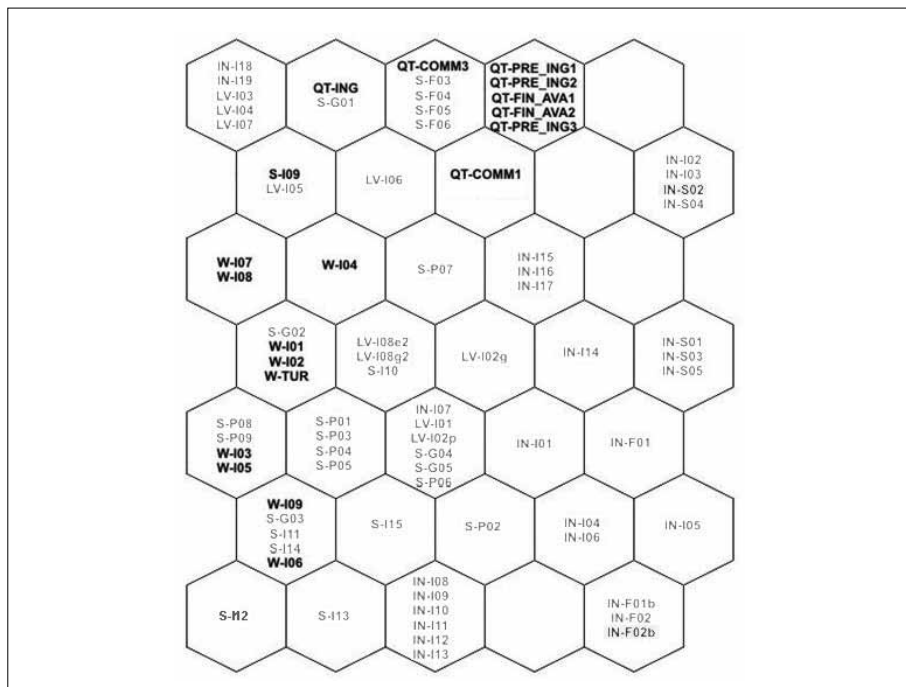 IN-I18
IN-I19
LV-I03
LV-I04
LV-I07
QT-ING
S-G01
QT-COMM3
S-F03
S-F04
S-F05
S-F06
QT-PRE_ING1
QT-PRE_ING2
QT-FIN_AVA1
QT-FIN_AVA2
QT-PRE_ING3
S-I09
LV-I05
LV-I06
QT-COMM1
IN-I02
IN-I03
IN-S02
IN-S04
W-I07
W-I08
W-I04
S-P07
IN-I15
IN-I16
IN-I17
S-G02
W-I01
W-I02
W-TUR
LV-I08e2
LV-I08g2
S-I10
LV-I02g
IN-I14
IN-S01
IN-S03
IN-S05
S-P08
S-P09
W-I03
W-I05
S-P01
S-P03
S-P04
S-P05
IN-I07
LV-I01
LV-I02p
S-G04
S-G05
S-P06
IN-I01
IN-F01
W-I09
S-G03
S-I11
S-I14
W-I06
S-I15
S-P02
IN-I04
IN-I06
IN-I05
S-I13
IN-I08
IN-I09
IN-I10
IN-I11
IN-I12
IN-I13
IN-F01b
IN-F02
IN-F02b